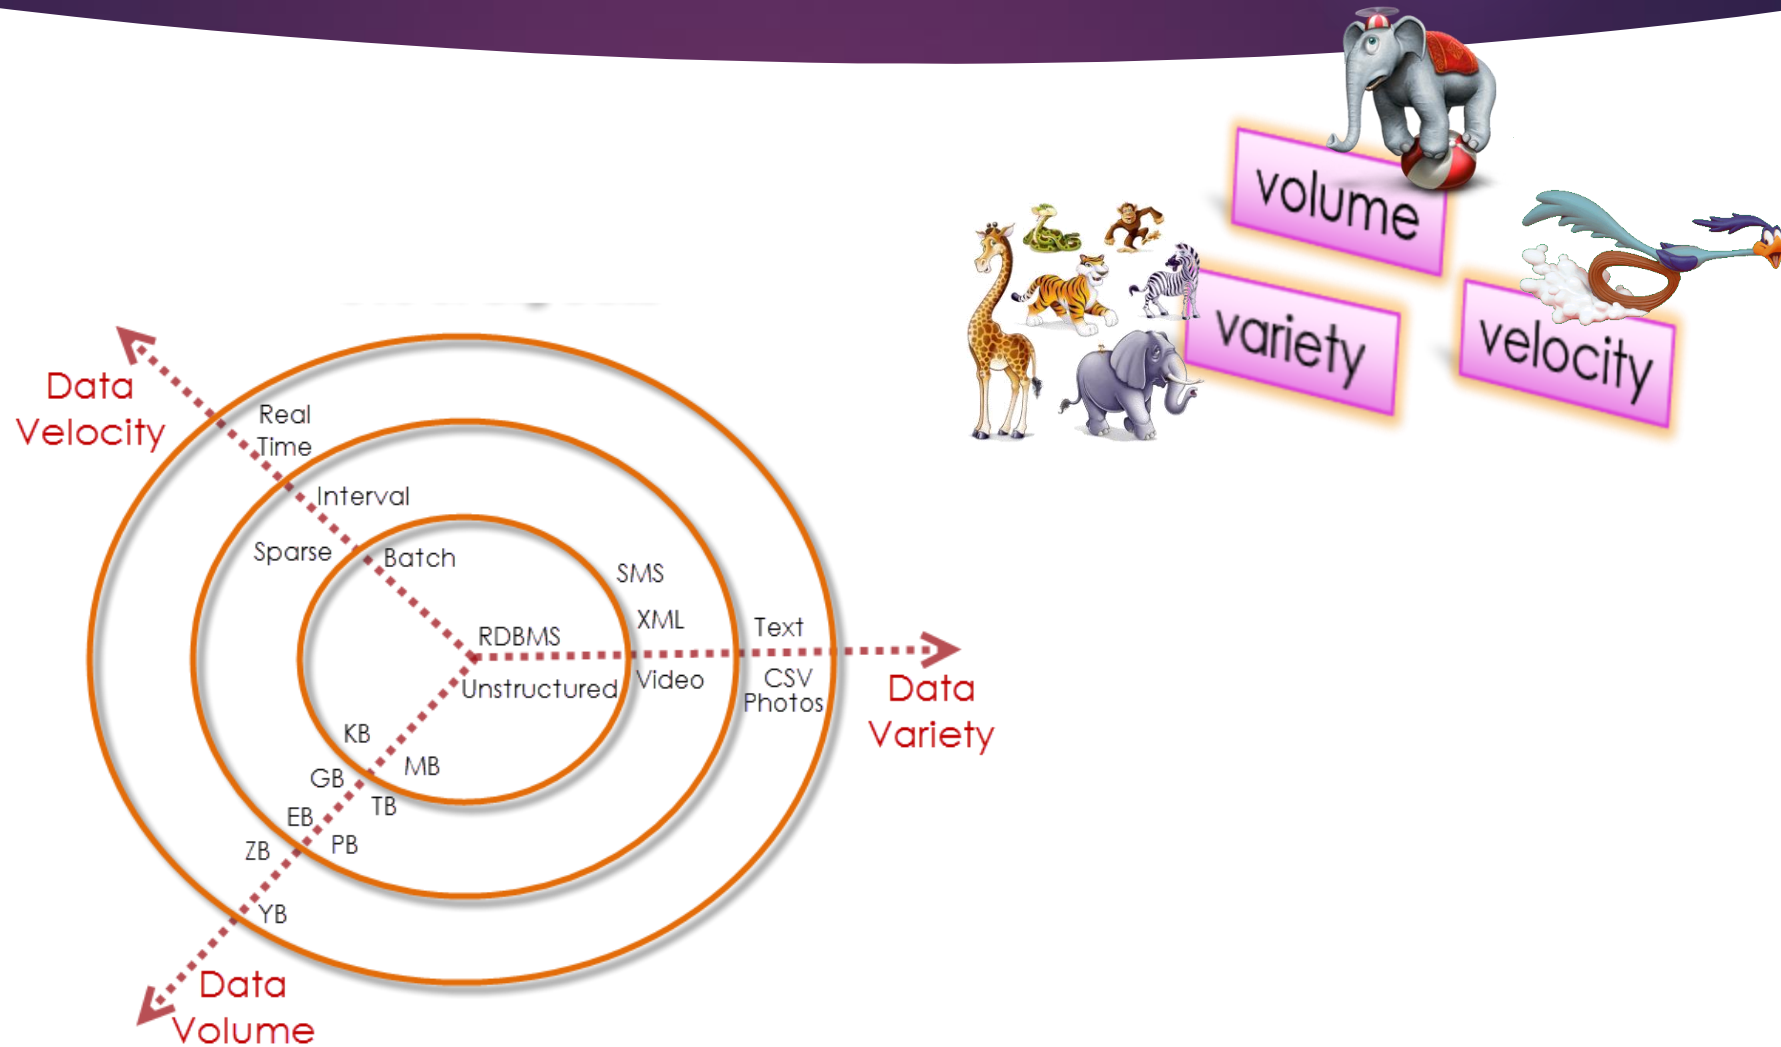 volume
variety
velocity
Data
Velocity
Real
Time
Interval
Sparse
Batch
SMS
XML
RDBMS
Text
Unstructured
Video
CSV
Photos
Data
Variety
KB
MB
GB
TB
EB
PB
ZB
YB
Data
Volume